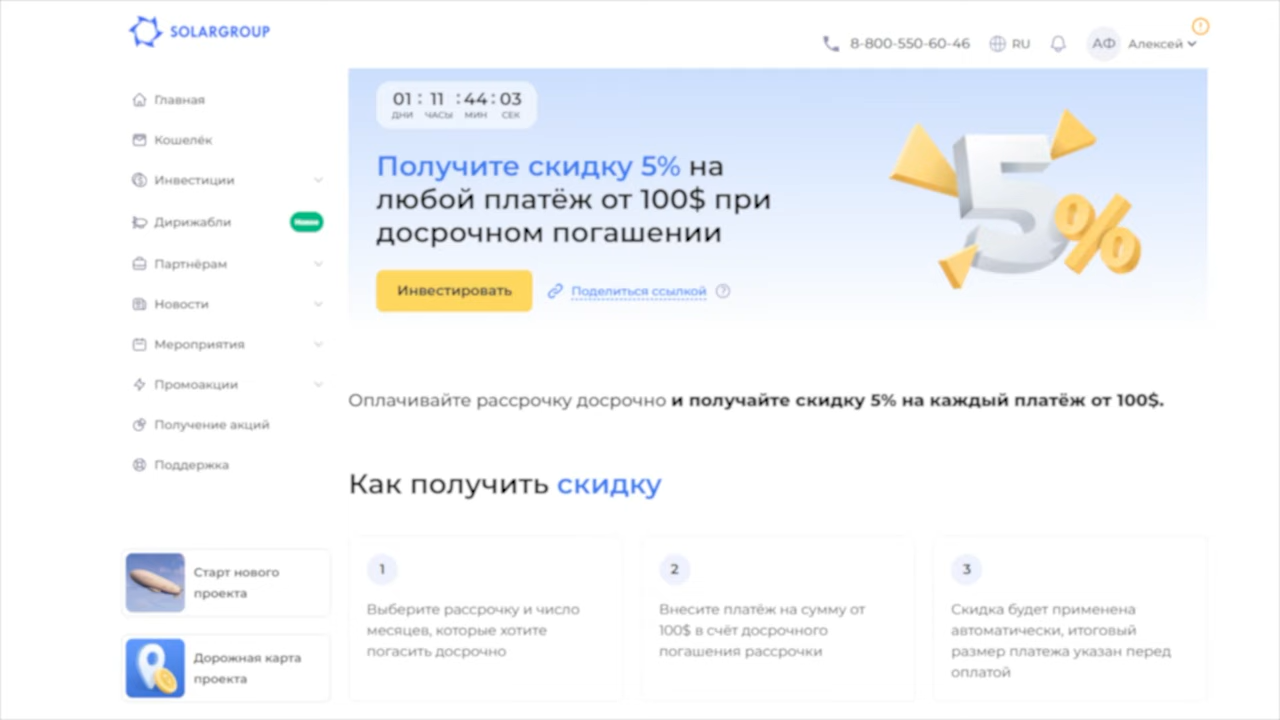 SOLARGROUP
8-800-550-60-46
RU
АФ
Алексей
Главная
Кошелёк
Инвестиции
Дирижабли
Партнёрам
Новости
Мероприятия
Промоакции
Получение акций
Поддержка
Старт нового
проекта
Дорожная карта
проекта
01 : 11 : 44 : 03
ДНИ ЧАСЫ МИН СЕК
Получите скидку 5% на
любой платёж от 100$ при
досрочном погашении
Инвестировать
Поделиться ссылкой
5%
Оплачивайте рассрочку досрочно и получайте скидку 5% на каждый платёж от 100$.
Как получить скидку
1
Выберите рассрочку и число
месяцев, которые хотите
погасить досрочно
2
Внесите платёж на сумму от
100$ в счёт досрочного
погашения рассрочки
3
Скидка будет применена
автоматически, итоговый
размер платежа указан перед
оплатой